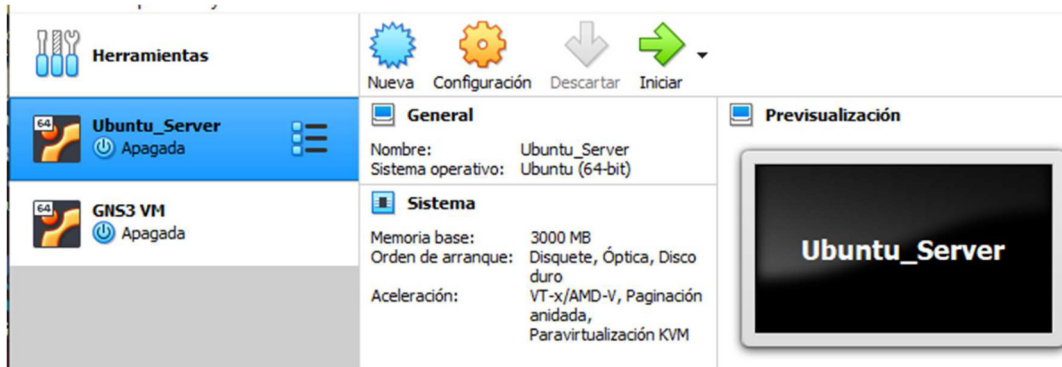 Herramientas
Nueva
Configuración
Descartar
Iniciar
64
Ubuntu_Server
Apagada
64
GNS3 VM
Apagada
General
Nombre: Ubuntu_Server
Sistema operativo: Ubuntu (64-bit)
Sistema
Memoria base: 3000 MB
Orden de arranque: Disquete, Óptica, Disco
duro
Aceleración: VT-x/AMD-V, Paginación
anidada,
Paravirtualización KVM
Previsualización
Ubuntu_Server